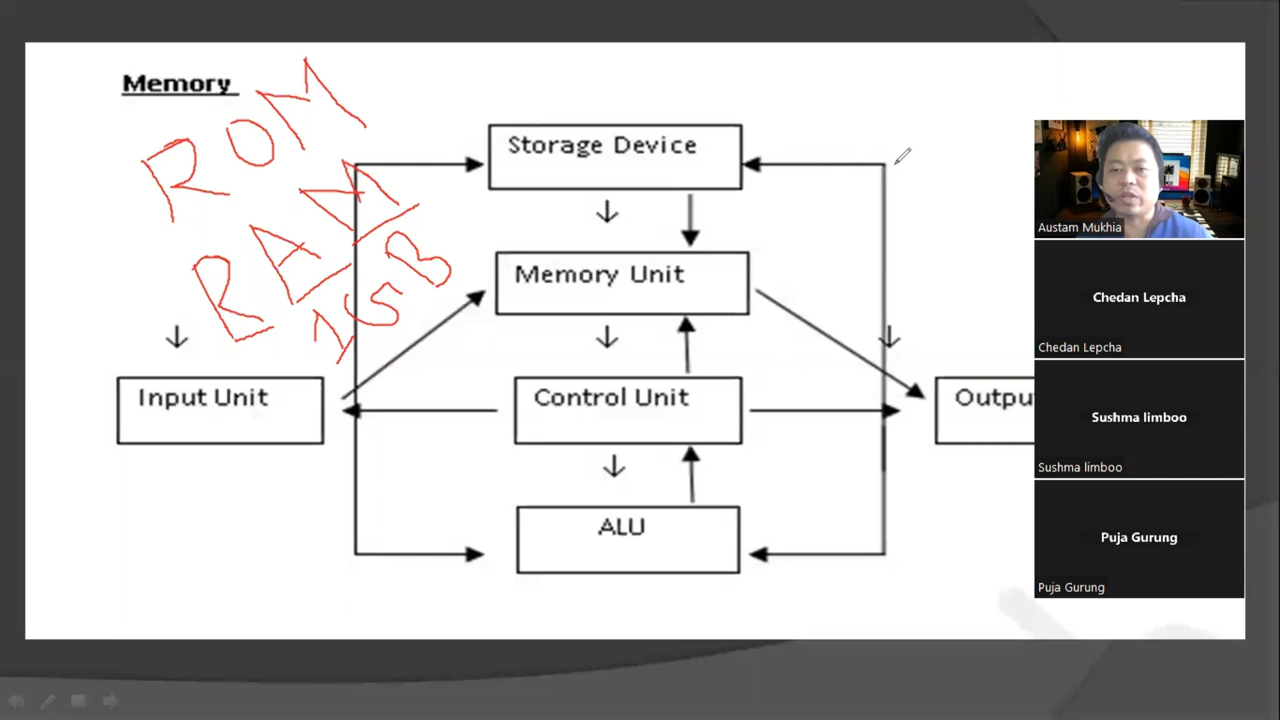 Memory
ROM
RAM
1GB
Storage Device
Memory Unit
Input Unit
Control Unit
Outpu
ALU
Austam Mukhia
Chedan Lepcha
Chedan Lepcha
Sushma limboo
Sushma limboo
Puja Gurung
Puja Gurung